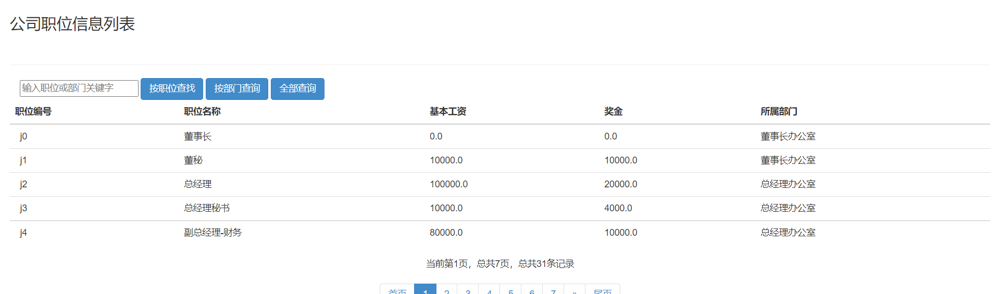 公司职位信息列表
输入职位或部门关键字 按职位查找 按部门查询 全部查询
职位编号 职位名称 基本工资 奖金 所属部门
j0 董事长 0.0 0.0 董事长办公室
j1 董秘 10000.0 10000.0 董事长办公室
j2 总经理 100000.0 20000.0 总经理办公室
j3 总经理秘书 10000.0 4000.0 总经理办公室
j4 副总经理-财务 80000.0 10000.0 总经理办公室
当前第1页，总共7页，总共31条记录
首页 1 2 3 4 5 6 7 » 尾页